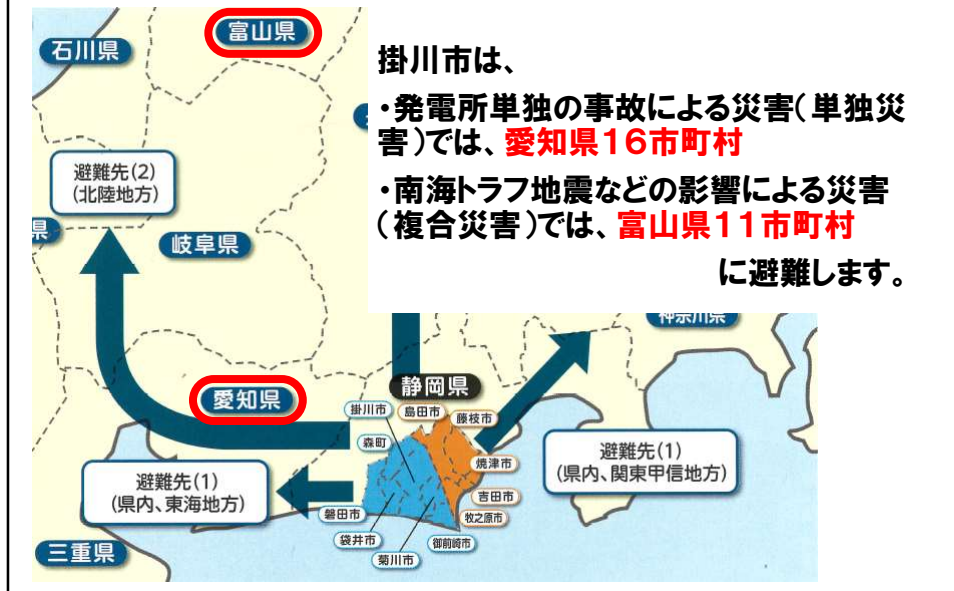 富山県
石川県
掛川市は、
・発電所単独の事故による災害(単独災
害)では、愛知県16市町村
・南海トラフ地震などの影響による災害
(複合災害)では、富山県11市町村
に避難します。
避難先(2)
(北陸地方)
県
岐阜県
神奈川県
静岡県
愛知県
掛川市
島田市
藤枝市
森町
焼津市
避難先(1)
(県内、関東甲信地方)
避難先(1)
(県内、東海地方)
吉田市
磐田市
牧之原市
袋井市
御前崎市
菊川市
三重県